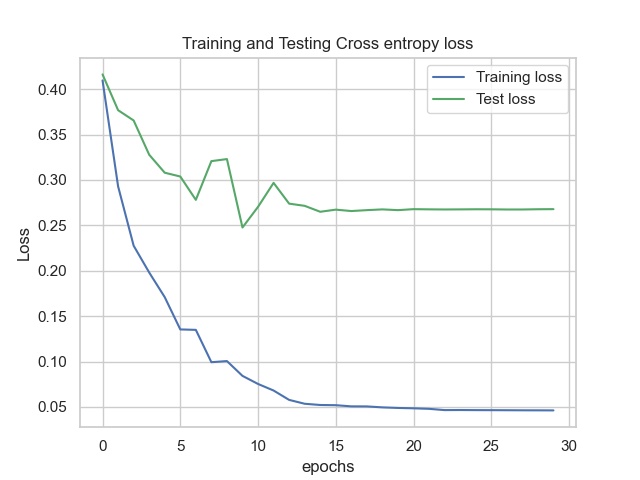 Training and Testing Cross entropy loss
Training loss
Test loss
0.40
0.35
0.30
0.25
0.20
0.15
0.10
0.05
Loss
0 5 10 15 20 25 30
epochs